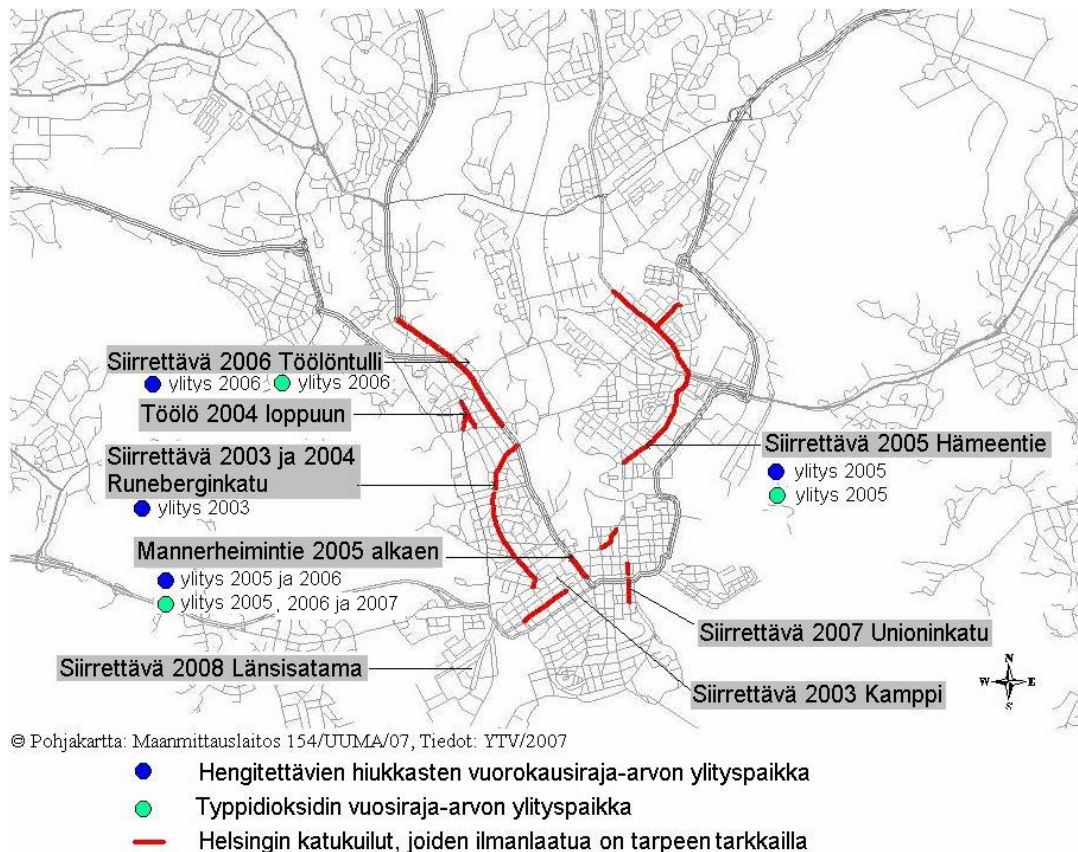 Siirrettävä 2006 Töölöntulli
ylitys 2006 ylitys 2006
Töölö 2004 loppuun
Siirrettävä 2003 ja 2004
Runeberginkatu
ylitys 2003
Siirrettävä 2005 Hämeentie
ylitys 2005
ylitys 2005
Mannerheimintie 2005 alkaen
ylitys 2005 ja 2006
ylitys 2005, 2006 ja 2007
Siirrettävä 2007 Unioninkatu
Siirrettävä 2008 Länsisatama
Siirrettävä 2003 Kamppi
N
W E
S
© Pohjakartta: Maanmittauslaitos 154/UUMA/07, Tiedot: YTV/2007
Hengitettävien hiukkasten vuorokausiraja-arvon ylityspaikka
Typpidioksidin vuosiraja-arvon ylityspaikka
Helsingin katukuilut, joiden ilmanlaatua on tarpeen tarkkailla